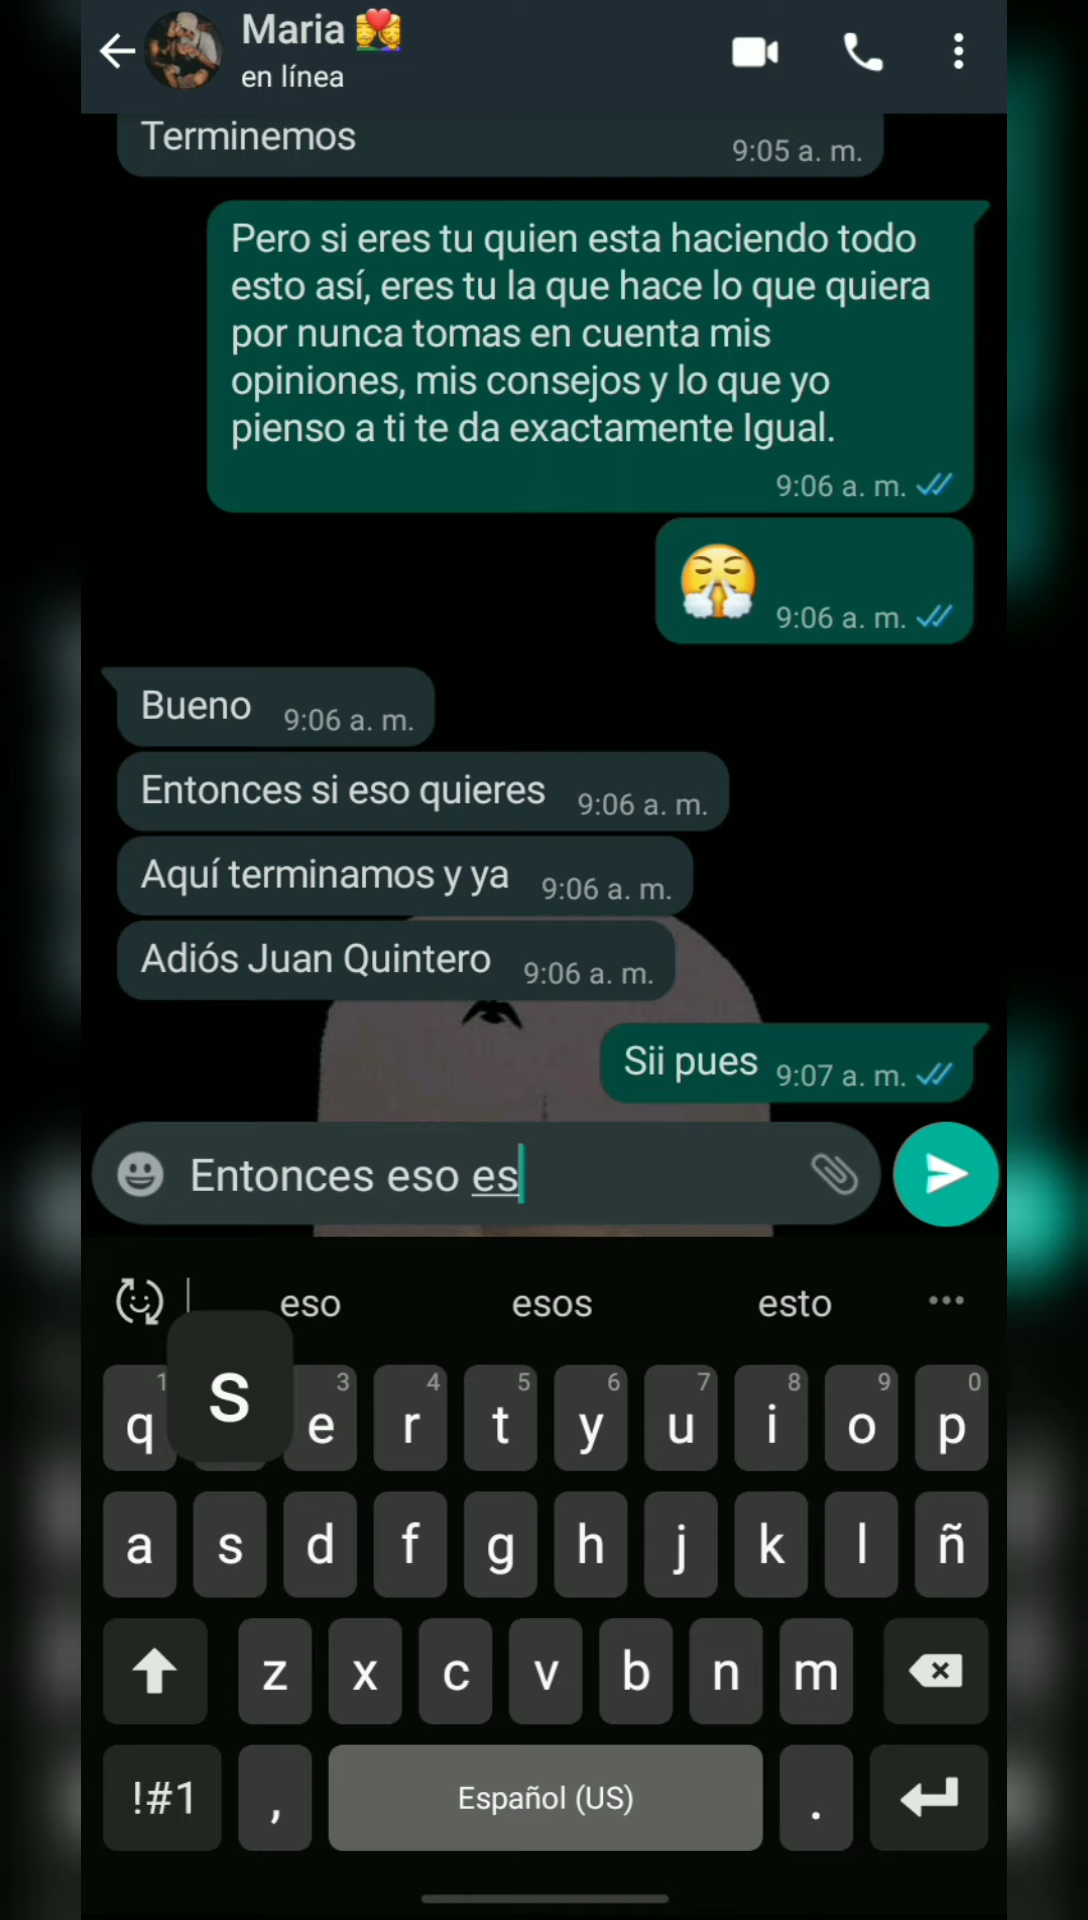 Maria
en línea
Terminemos
9:05 a. m.
Pero si eres tu quien esta haciendo todo
esto así, eres tu la que hace lo que quiera
por nunca tomas en cuenta mis
opiniones, mis consejos y lo que yo
pienso a ti te da exactamente Igual.
9:06 a. m.
9:06 a. m.
Bueno 9:06 a. m.
Entonces si eso quieres 9:06 a. m.
Aquí terminamos y ya 9:06 a. m.
Adiós Juan Quintero 9:06 a. m.
Sii pues 9:07 a. m.
Entonces eso es
eso esos esto
1 3 4 5 6 7 8 9 0
q s e r t y u i o p
a s d f g h j k l ñ
z x c v b n m
!#1 , Español (US) .